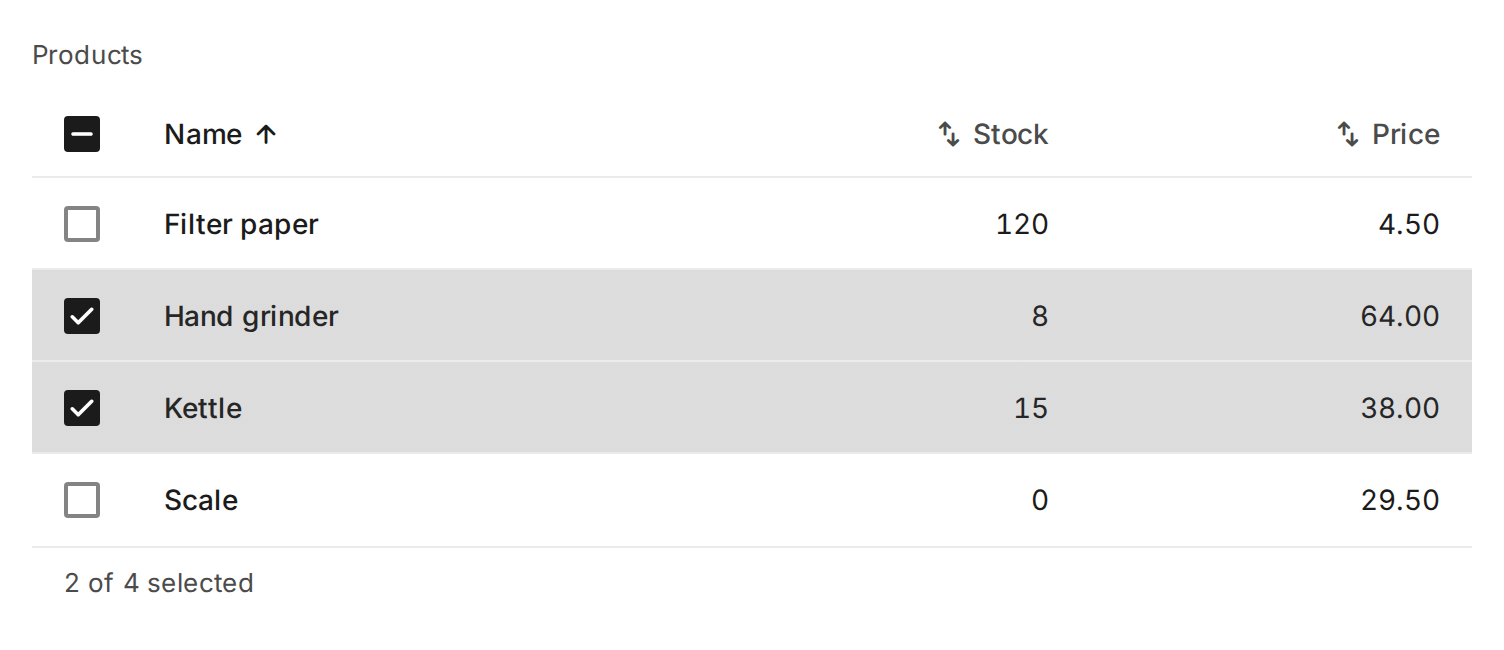 Products
Name Stock Price
Filter paper 120 4.50
Hand grinder 8 64.00
Kettle 15 38.00
Scale 0 29.50
2 of 4 selected